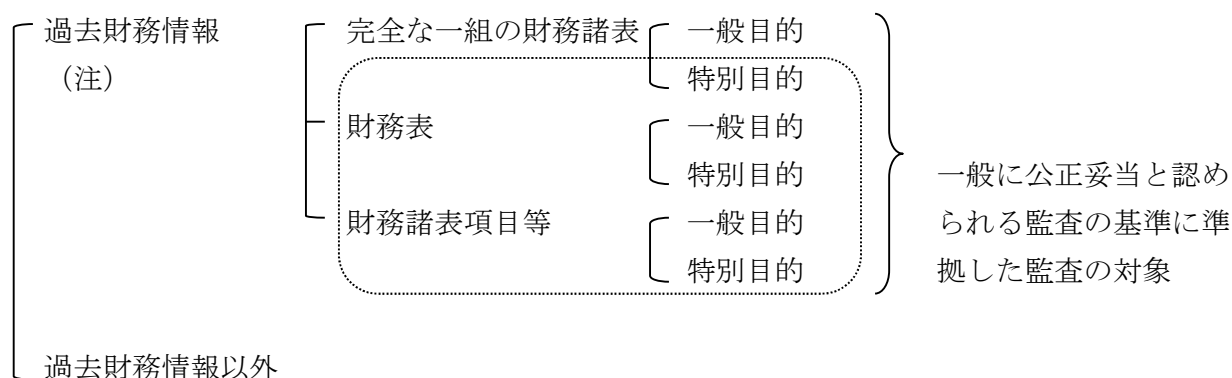 過去財務情報
（注）
完全な一組の財務諸表
一般目的
特別目的
財務表
一般目的
特別目的
財務諸表項目等
一般目的
特別目的
一般に公正妥当と認め
られる監査の基準に準
拠した監査の対象
過去財務情報以外